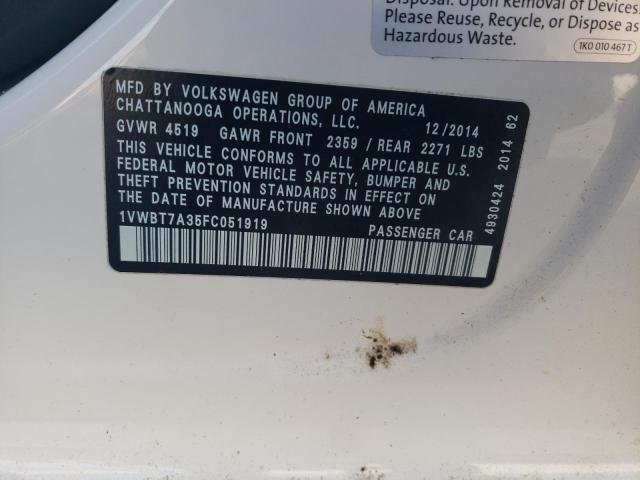 Disposal: Upon Removal of Devices,
Please Reuse, Recycle, or Dispose as
Hazardous Waste.
1K0 010 467 T
MFD BY VOLKSWAGEN GROUP OF AMERICA
CHATTANOOGA OPERATIONS, LLC. 12/2014
GVWR 4519 GAWR FRONT 2359 / REAR 2271 LBS
THIS VEHICLE CONFORMS TO ALL APPLICABLE U.S.
FEDERAL MOTOR VEHICLE SAFETY, BUMPER AND
THEFT PREVENTION STANDARDS IN EFFECT ON
THE DATE OF MANUFACTURE SHOWN ABOVE
1VWBT7A35FC051919 PASSENGER CAR
4930424 2014 62